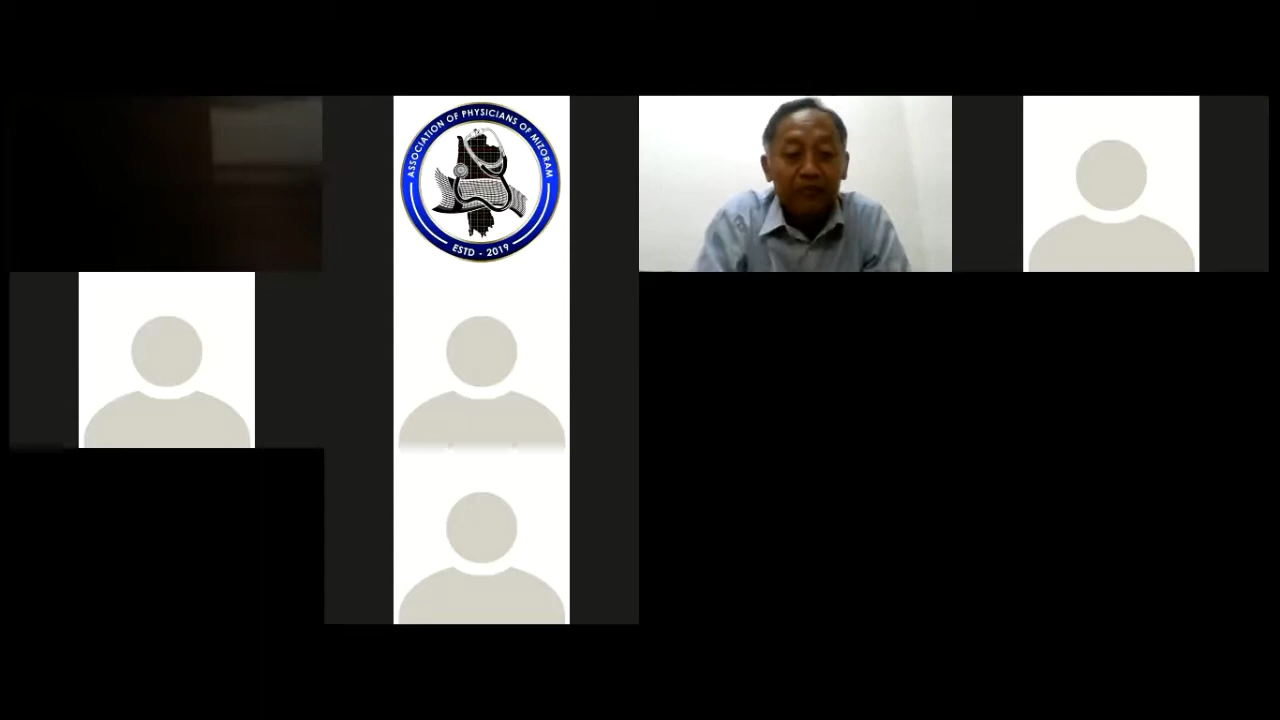 ASSOCIATION OF PHYSICIANS OF MIZORAM
ESTD - 2019